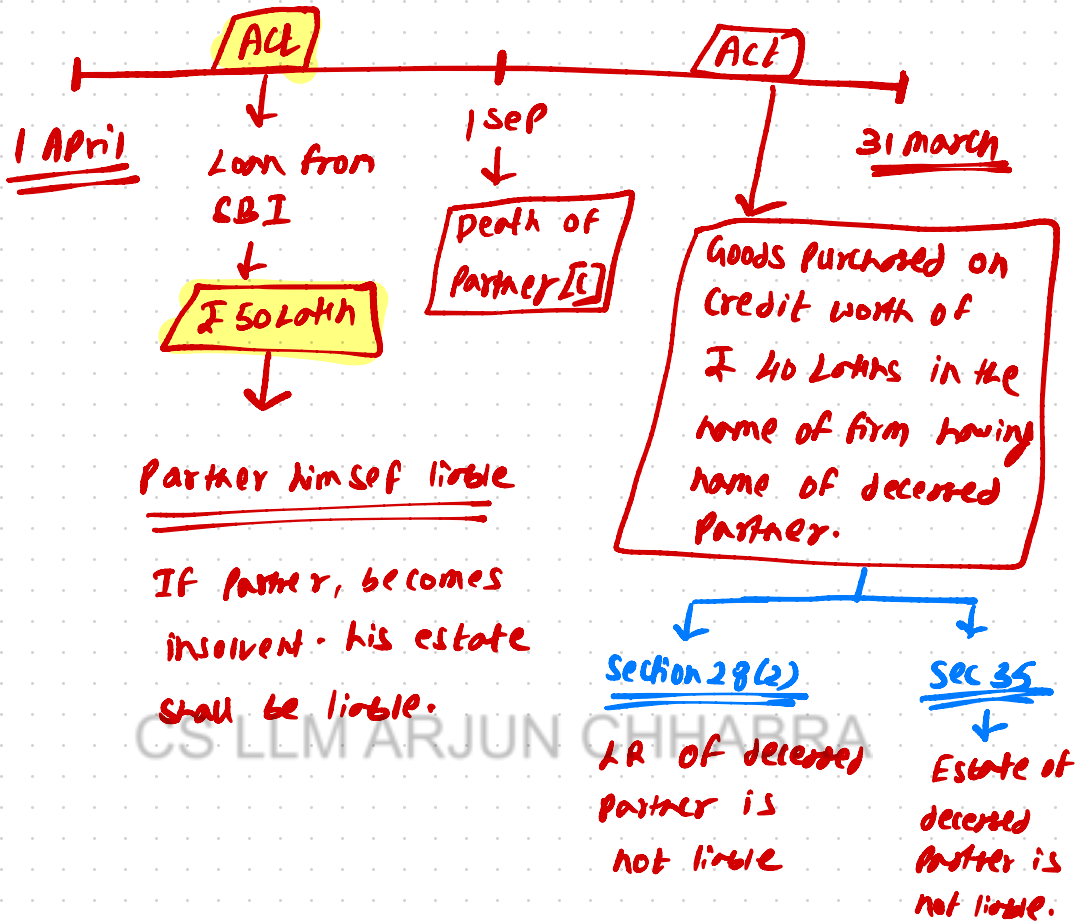 Act
Act
1 April
1 Sep
31 march
Loan from
SBI
₹ 50 Lakh
Death of
Partner [C]
Goods Purchased on
Credit worth of
₹ 40 Lakhs in the
name of firm having
name of deceased
Partner.
Partner himsef liable
If Partner, becomes
insolvent. his estate
shall be liable.
Section 28(2)
Sec 35
CS LLM ARJUN CHHABRA
LR of deceased
Partner is
not liable
Estate of
deceased
Partner is
not liable.